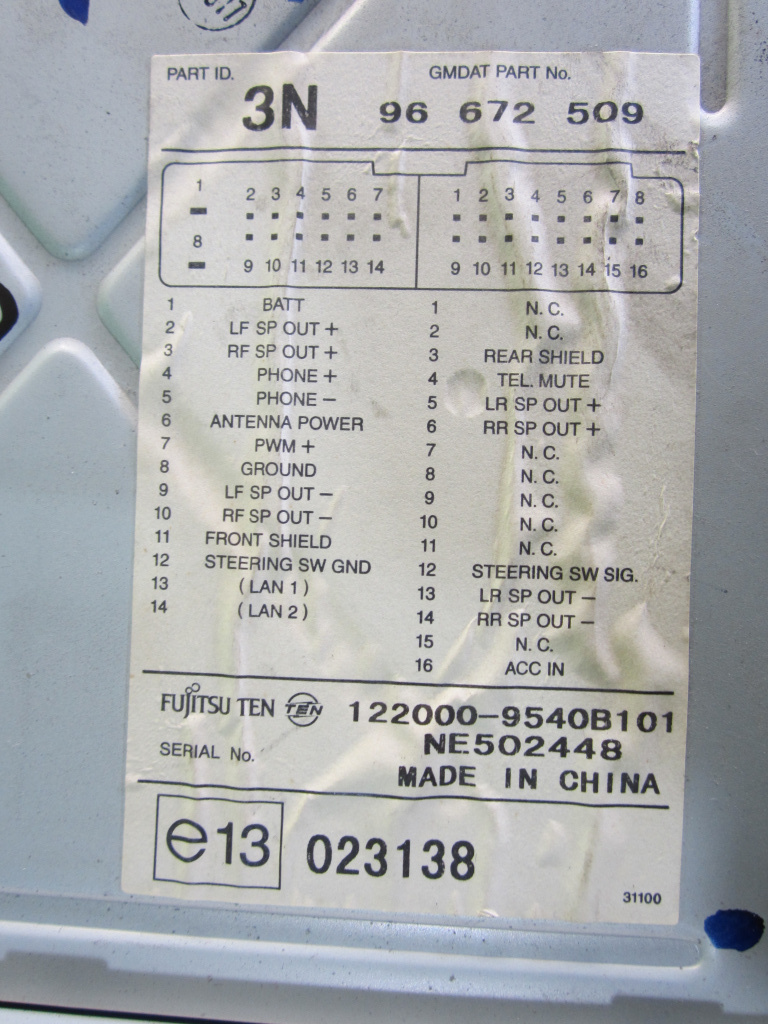 PART ID. GMDAT PART No.
3N 96 672 509
1 2 3 4 5 6 7 1 2 3 4 5 6 7 8
8 9 10 11 12 13 14 9 10 11 12 13 14 15 16
1 BATT
2 LF SP OUT +
3 RF SP OUT +
4 PHONE +
5 PHONE −
6 ANTENNA POWER
7 PWM +
8 GROUND
9 LF SP OUT −
10 RF SP OUT −
11 FRONT SHIELD
12 STEERING SW GND
13 ( LAN 1 )
14 ( LAN 2 )
1 N. C.
2 N. C.
3 REAR SHIELD
4 TEL. MUTE
5 LR SP OUT +
6 RR SP OUT +
7 N. C.
8 N. C.
9 N. C.
10 N. C.
11 N. C.
12 STEERING SW SIG.
13 LR SP OUT −
14 RR SP OUT −
15 N. C.
16 ACC IN
FUJITSU TEN TEN 122000-9540B101
SERIAL No. NE502448
MADE IN CHINA
e13 023138
31100